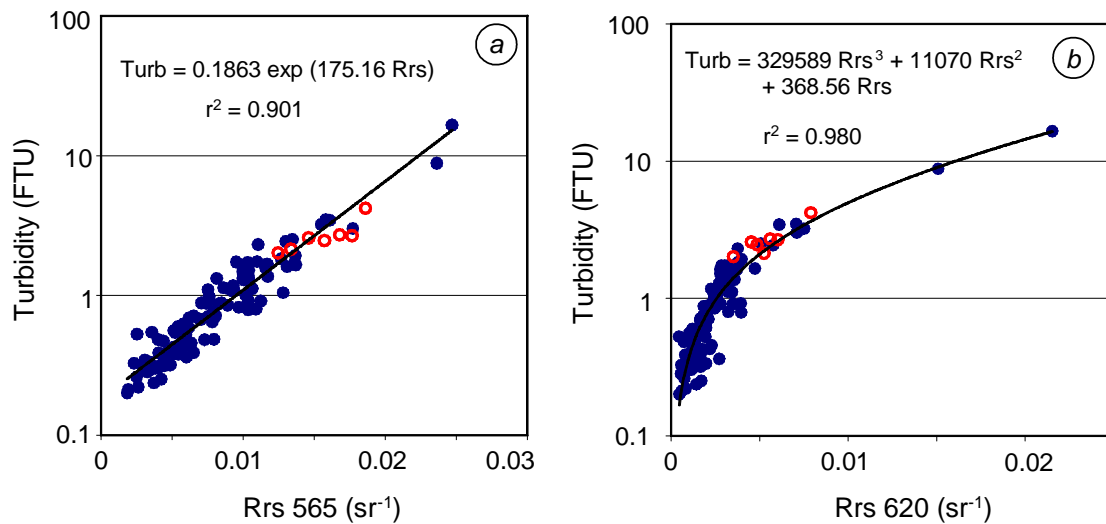 100
10
1
0.1
Turbidity (FTU)
a
Turb = 0.1863 exp (175.16 Rrs)
r² = 0.901
0
0.01
0.02
0.03
Rrs 565 (sr⁻¹)
100
10
1
0.1
Turbidity (FTU)
b
Turb = 329589 Rrs³ + 11070 Rrs²
+ 368.56 Rrs
r² = 0.980
0
0.01
0.02
Rrs 620 (sr⁻¹)